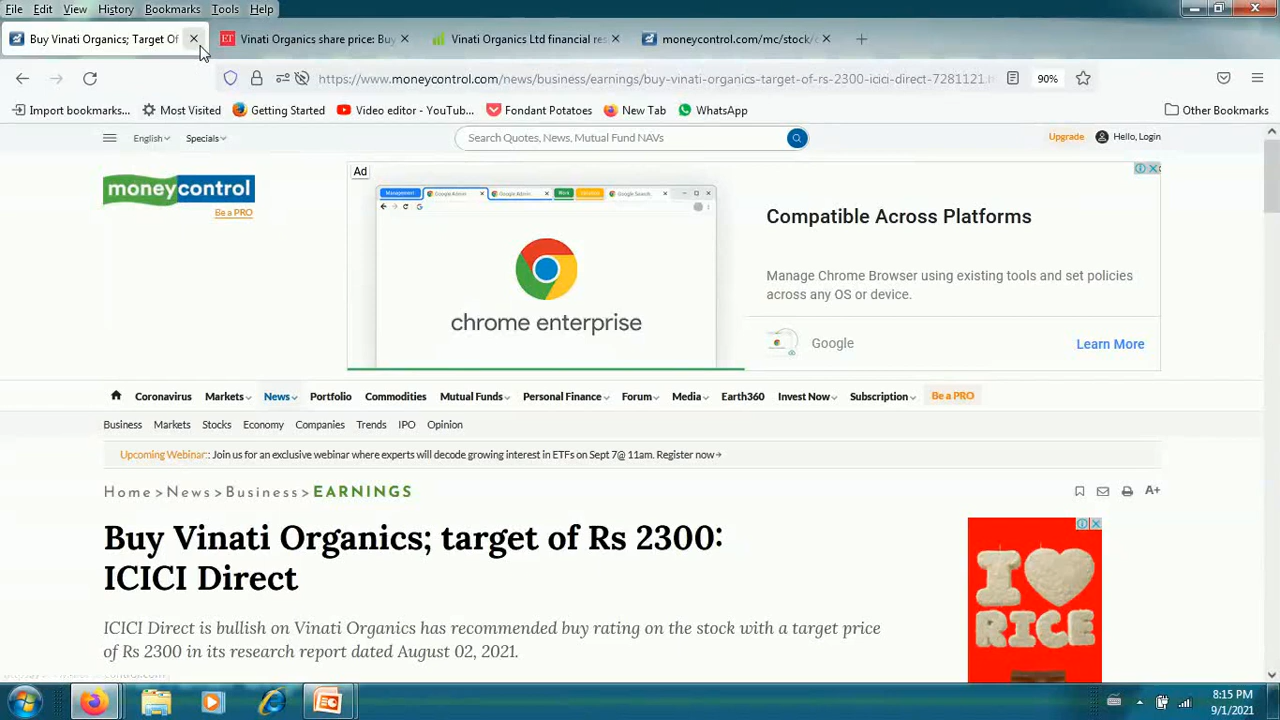 File Edit View History Bookmarks Tools Help
Buy Vinati Organics; Target Of
Vinati Organics share price: Buy
Vinati Organics Ltd financial res
moneycontrol.com/mc/stock/c
https://www.moneycontrol.com/news/business/earnings/buy-vinati-organics-target-of-rs-2300-icici-direct-7281121.h
90%
Import bookmarks... Most Visited Getting Started Video editor - YouTub... Fondant Potatoes New Tab WhatsApp Other Bookmarks
English Specials Search Quotes, News, Mutual Fund NAVs Upgrade Hello, Login
moneycontrol
Be a PRO
Ad
Management Google Admin Google Admin Work Google Search
chrome enterprise
Compatible Across Platforms
Manage Chrome Browser using existing tools and set policies
across any OS or device.
Google Learn More
Coronavirus Markets News Portfolio Commodities Mutual Funds Personal Finance Forum Media Earth360 Invest Now Subscription Be a PRO
Business Markets Stocks Economy Companies Trends IPO Opinion
Upcoming Webinar: : Join us for an exclusive webinar where experts will decode growing interest in ETFs on Sept 7@ 11am. Register now
Home > News > Business > EARNINGS
A+
Buy Vinati Organics; target of Rs 2300:
ICICI Direct
ICICI Direct is bullish on Vinati Organics has recommended buy rating on the stock with a target price
of Rs 2300 in its research report dated August 02, 2021.
I
RICE
8:15 PM
9/1/2021